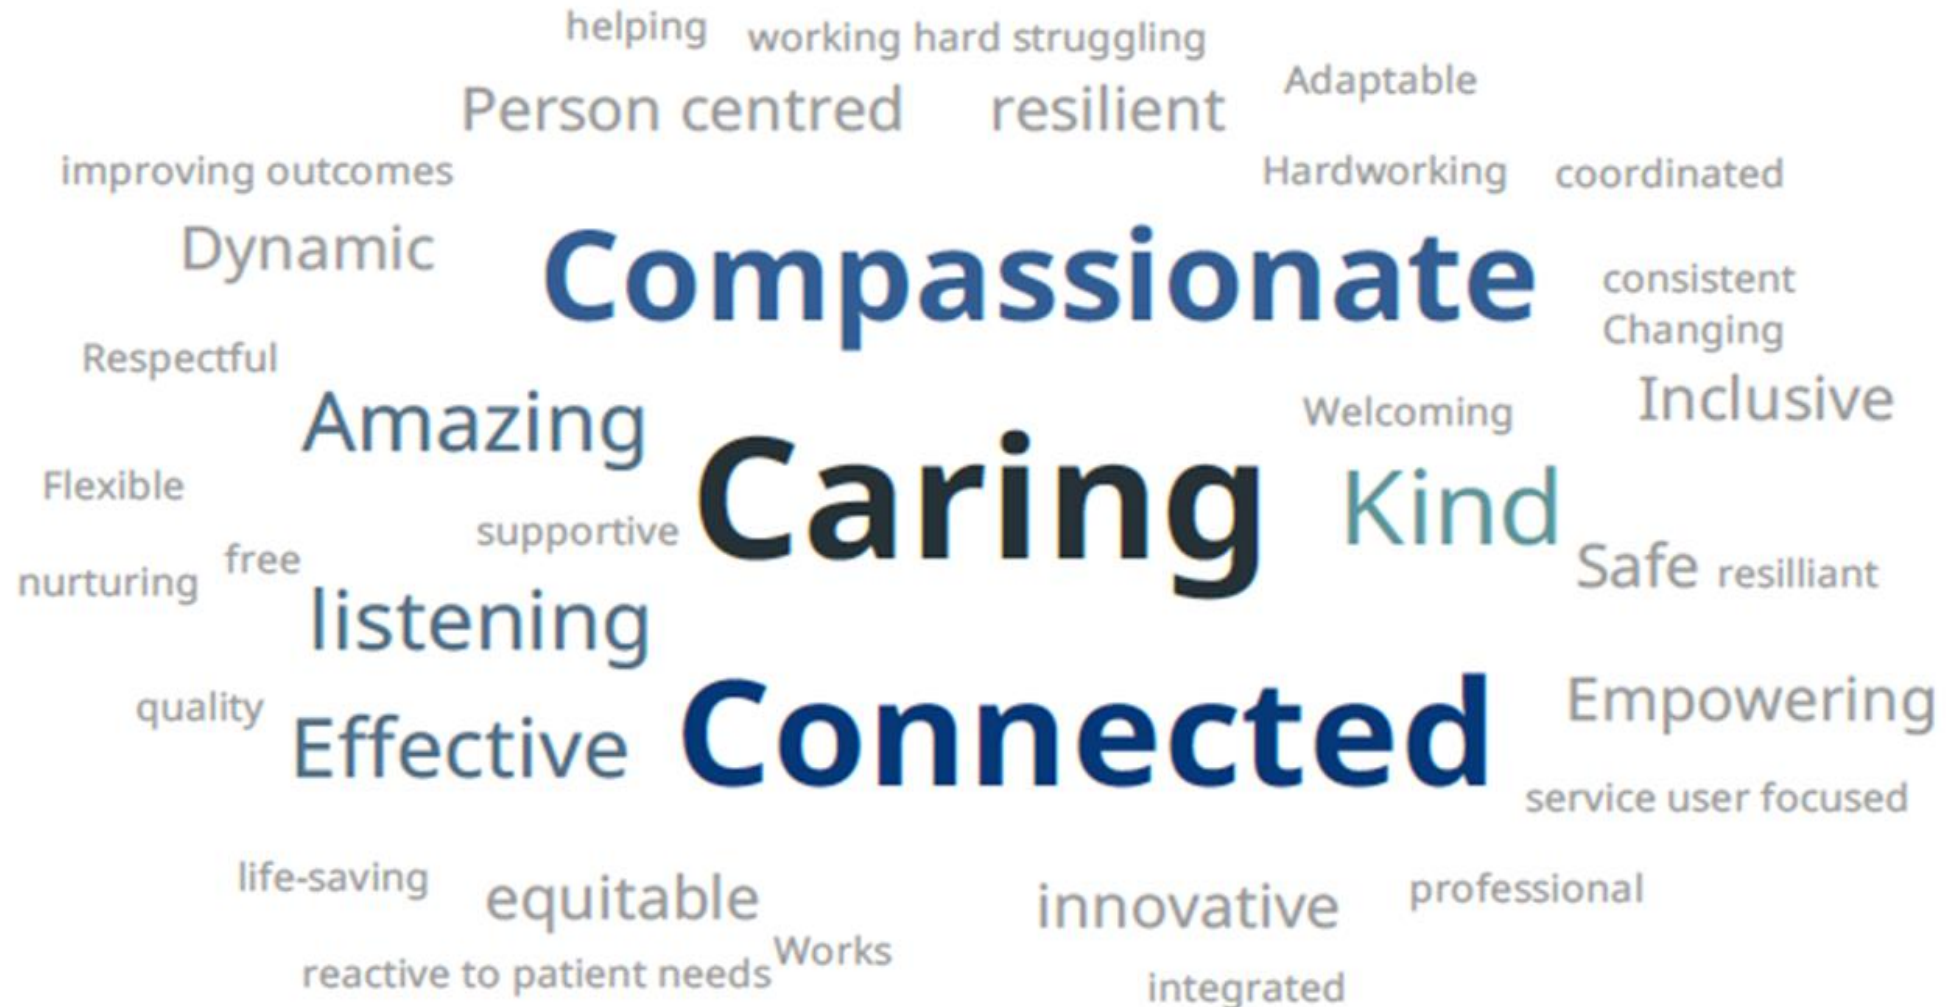 helping
working hard struggling
Adaptable
Person centred
resilient
improving outcomes
Hardworking
coordinated
Dynamic
Compassionate
consistent
Changing
Respectful
Amazing
Welcoming
Inclusive
Flexible
Caring
Kind
supportive
free
nurturing
Safe
resilliant
listening
quality
Effective
Connected
Empowering
service user focused
life-saving
equitable
innovative
professional
Works
reactive to patient needs
integrated